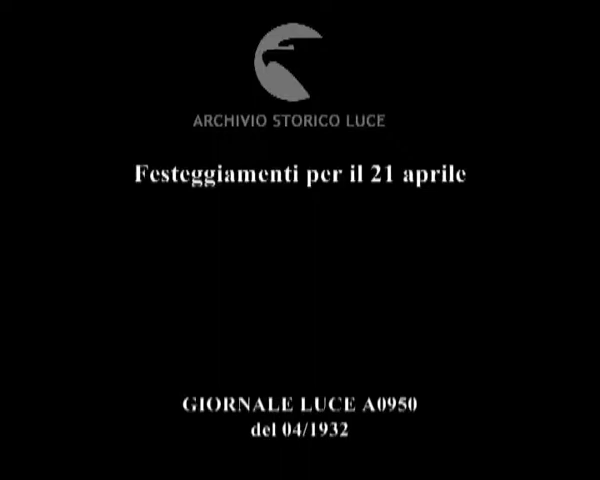 ARCHIVIO STORICO LUCE
Festeggiamenti per il 21 aprile
GIORNALE LUCE A0950
del 04/1932